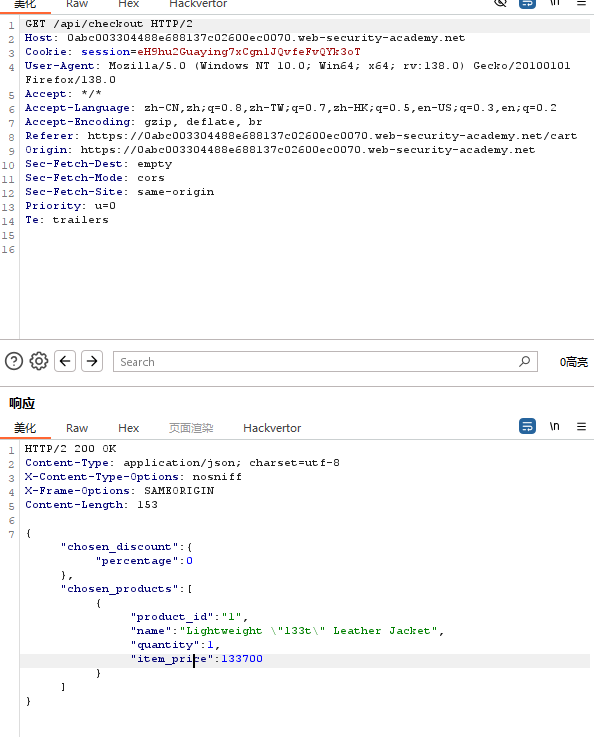 美化 Raw Hex Hackvertor \n
1 GET /api/checkout HTTP/2
2 Host: 0abc003304488e688137c02600ec0070.web-security-academy.net
3 Cookie: session=eH9hu2Guaying7xCgnlJQvfeFvQYk3oT
4 User-Agent: Mozilla/5.0 (Windows NT 10.0; Win64; x64; rv:138.0) Gecko/20100101
Firefox/138.0
5 Accept: */*
6 Accept-Language: zh-CN,zh;q=0.8,zh-TW;q=0.7,zh-HK;q=0.5,en-US;q=0.3,en;q=0.2
7 Accept-Encoding: gzip, deflate, br
8 Referer: https://0abc003304488e688137c02600ec0070.web-security-academy.net/cart
9 Origin: https://0abc003304488e688137c02600ec0070.web-security-academy.net
10 Sec-Fetch-Dest: empty
11 Sec-Fetch-Mode: cors
12 Sec-Fetch-Site: same-origin
13 Priority: u=0
14 Te: trailers
15
16
Search 0高亮
响应
美化 Raw Hex 页面渲染 Hackvertor \n
1 HTTP/2 200 OK
2 Content-Type: application/json; charset=utf-8
3 X-Content-Type-Options: nosniff
4 X-Frame-Options: SAMEORIGIN
5 Content-Length: 153
6
7 {
"chosen_discount":{
"percentage":0
},
"chosen_products":[
{
"product_id":"1",
"name":"Lightweight \"l33t\" Leather Jacket",
"quantity":1,
"item_price":133700
}
]
}